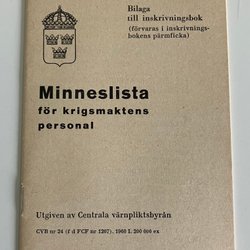 Bilaga
till inskrivningsbok
(förvaras i inskrivnings-
bokens pärmficka)
Minneslista
för krigsmaktens
personal
Utgiven av Centrala värnpliktsbyrån
CVB nr 24 (f d FCF nr 1207). 1960 I. 200 000 ex